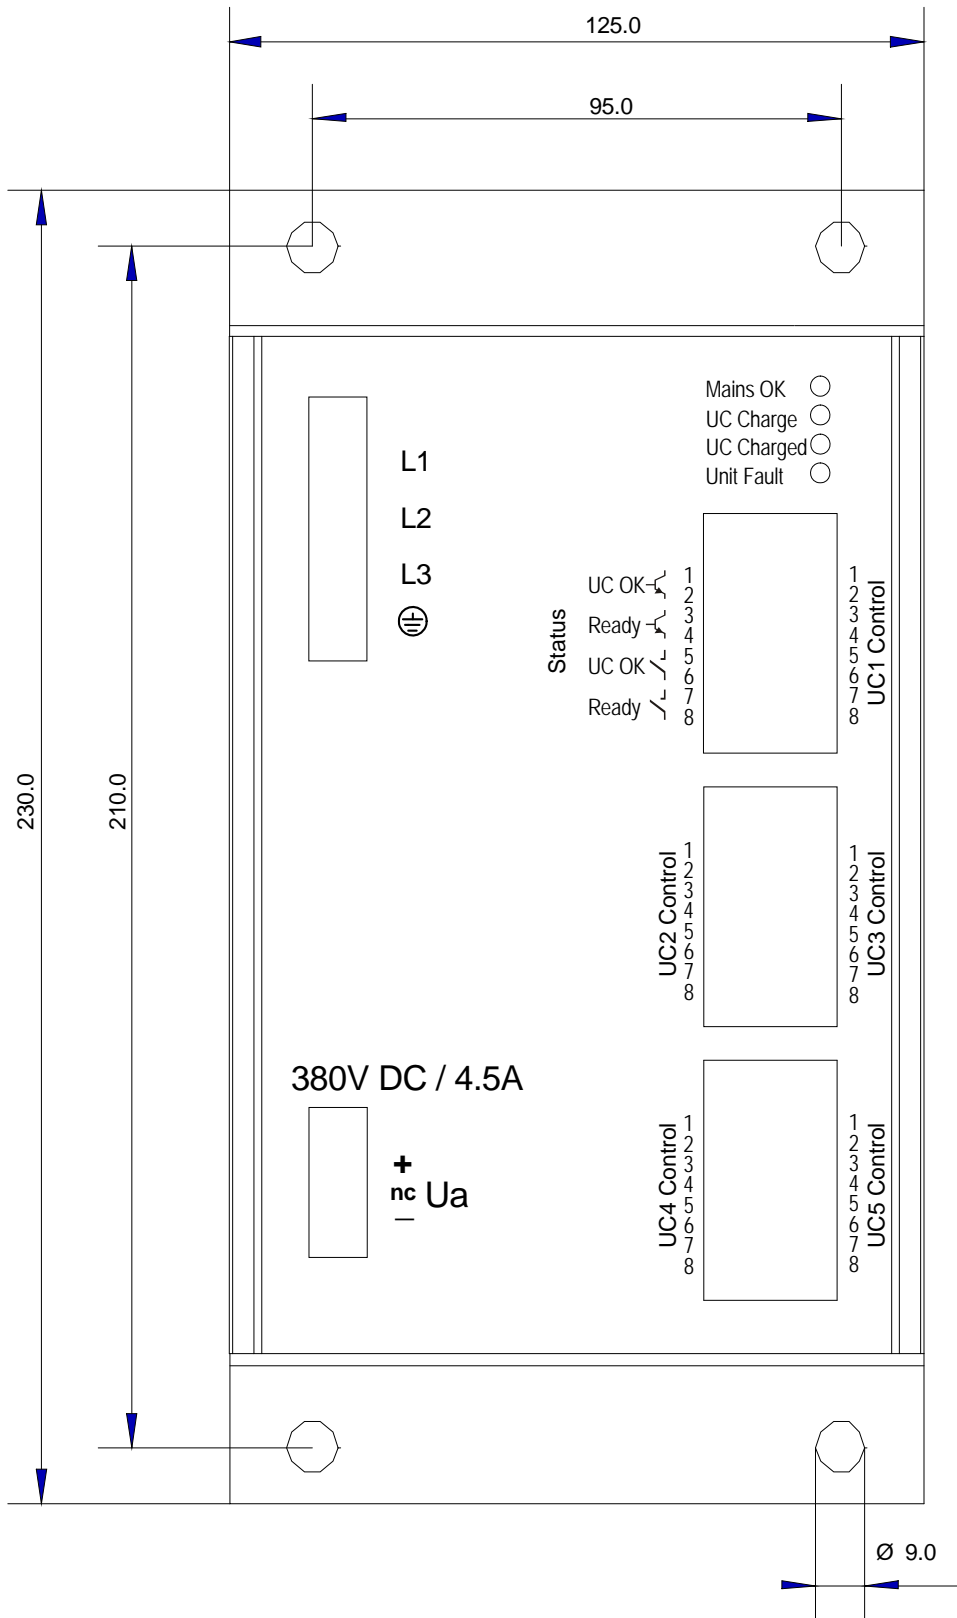 125.0
95.0
230.0
210.0
Mains OK
UC Charge
UC Charged
Unit Fault
L1
L2
L3
Status
UC OK
Ready
UC OK
Ready
1
2
3
4
5
6
7
8
1
2
3
4
5
6
7
8
UC1 Control
UC2 Control
1
2
3
4
5
6
7
8
1
2
3
4
5
6
7
8
UC3 Control
380V DC / 4.5A
+
nc Ua
–
UC4 Control
1
2
3
4
5
6
7
8
1
2
3
4
5
6
7
8
UC5 Control
Ø 9.0